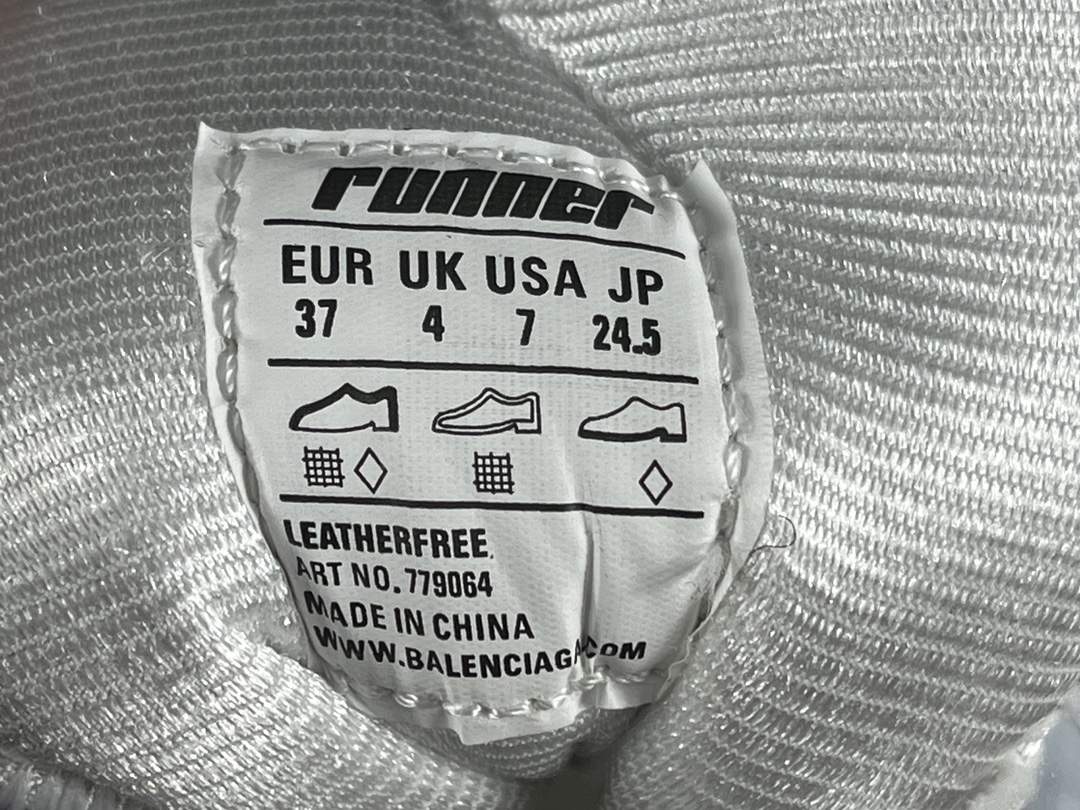 runner
EUR UK USA JP
37 4 7 24.5
LEATHERFREE.
ART NO. 779064
MADE IN CHINA
WWW.BALENCIAGA.COM